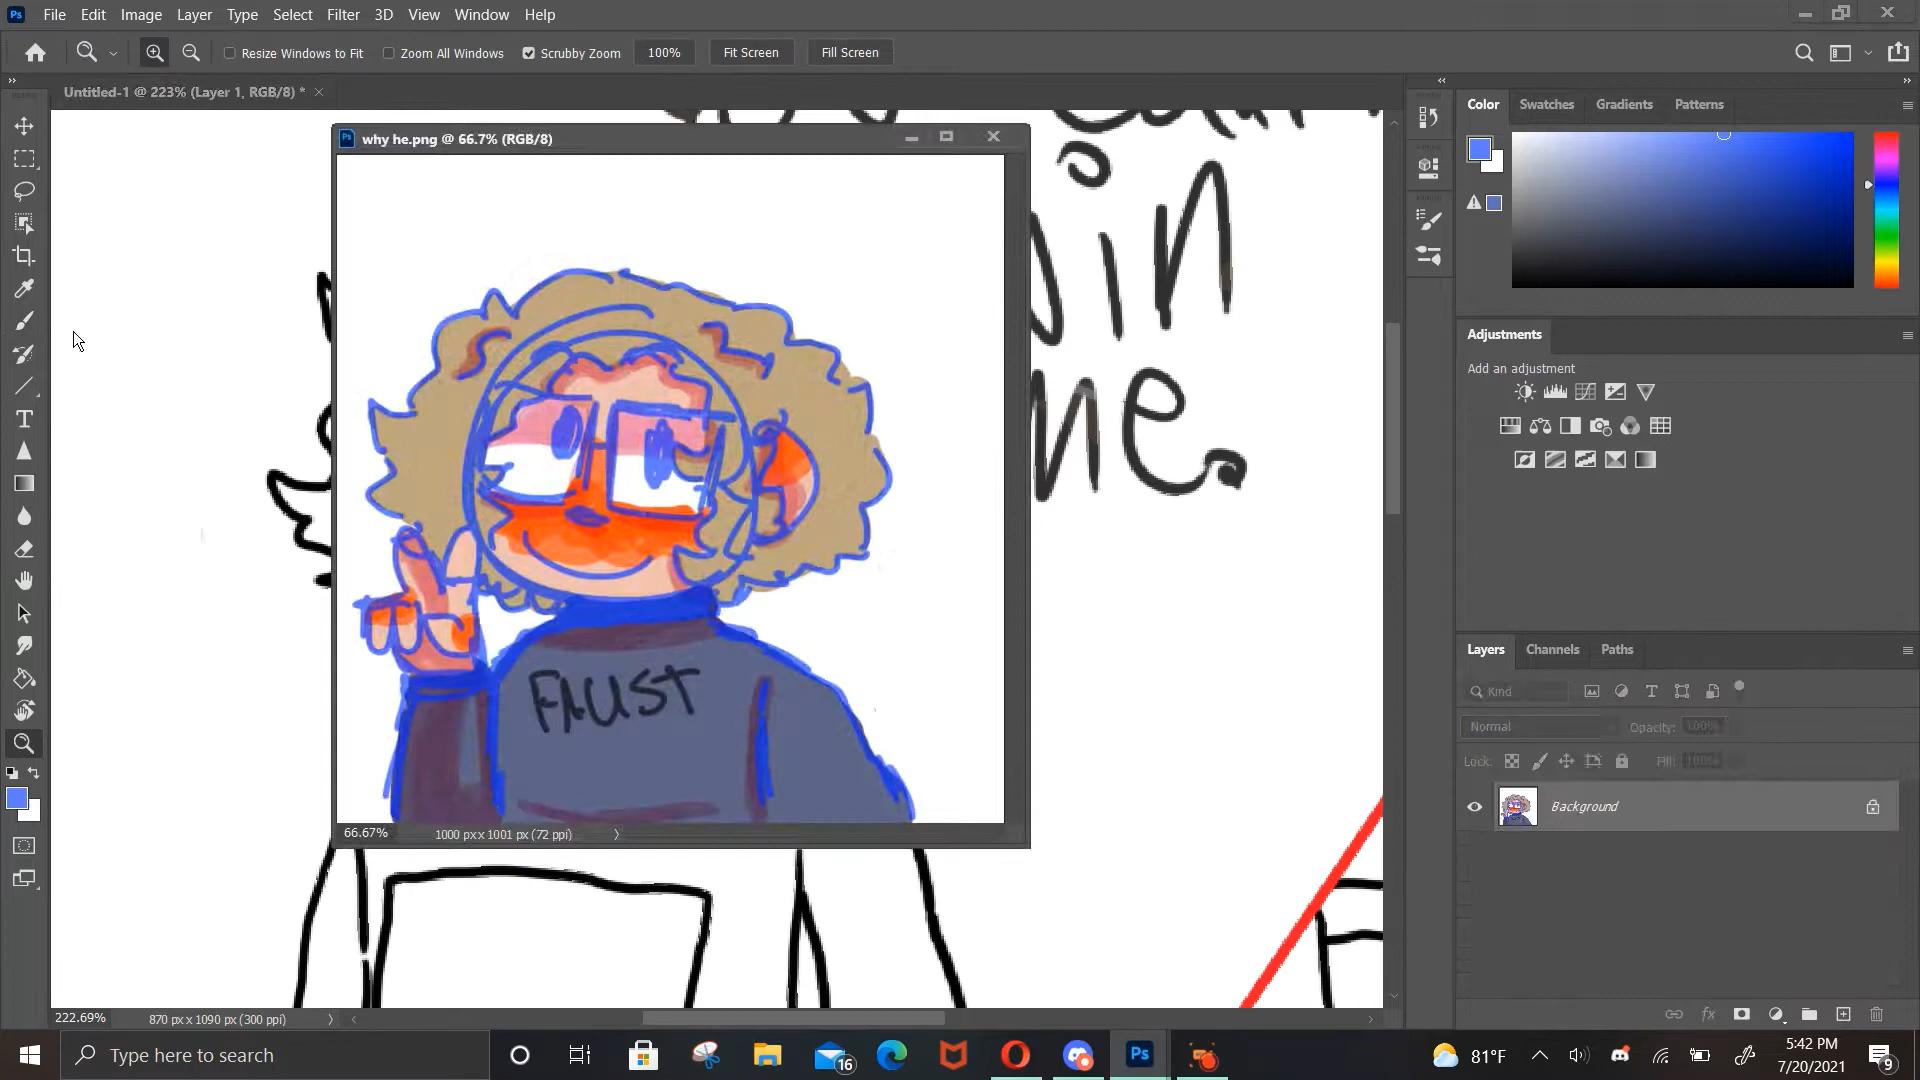 File Edit Image Layer Type Select Filter 3D View Window Help
Resize Windows to Fit Zoom All Windows Scrubby Zoom 100% Fit Screen Fill Screen
Untitled-1 @ 223% (Layer 1, RGB/8) *
why he.png @ 66.7% (RGB/8)
FAUST
66.67% 1000 px x 1001 px (72 ppi)
222.69% 870 px x 1090 px (300 ppi)
Color Swatches Gradients Patterns
Adjustments
Add an adjustment
Layers Channels Paths
Kind
Normal Opacity: 100%
Lock: Fill: 100%
Background
Type here to search
16
Ps
81°F
5:42 PM
7/20/2021
9